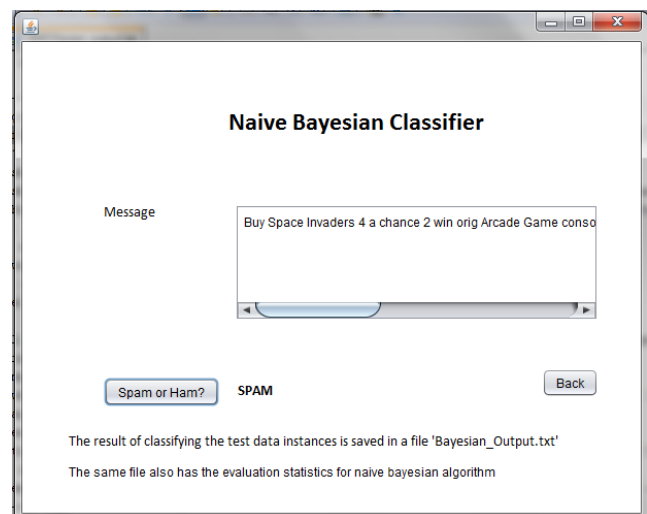 Naive Bayesian Classifier
Message
Buy Space Invaders 4 a chance 2 win orig Arcade Game conso
Spam or Ham?
SPAM
Back
The result of classifying the test data instances is saved in a file 'Bayesian_Output.txt'
The same file also has the evaluation statistics for naive bayesian algorithm